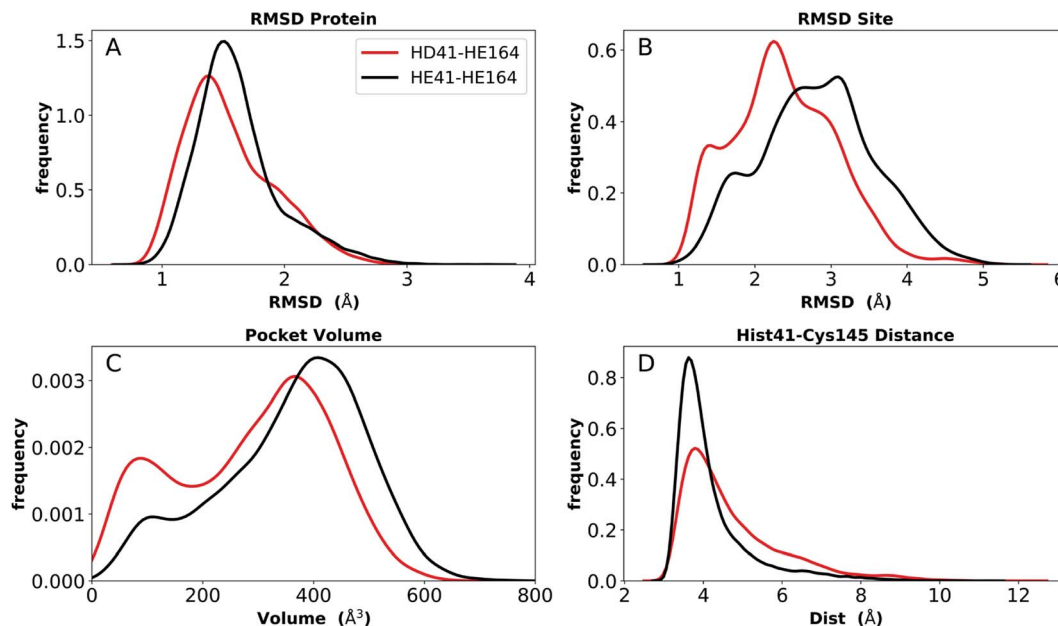 RMSD Protein
A
HD41-HE164
HE41-HE164
frequency
1.5
1.0
0.5
0.0
1 2 3 4
RMSD (Å)
RMSD Site
B
frequency
0.6
0.4
0.2
0.0
1 2 3 4 5 6
RMSD (Å)
Pocket Volume
C
frequency
0.003
0.002
0.001
0.000
0 200 400 600 800
Volume (Å³)
Hist41-Cys145 Distance
D
frequency
0.8
0.6
0.4
0.2
0.0
2 4 6 8 10 12
Dist (Å)